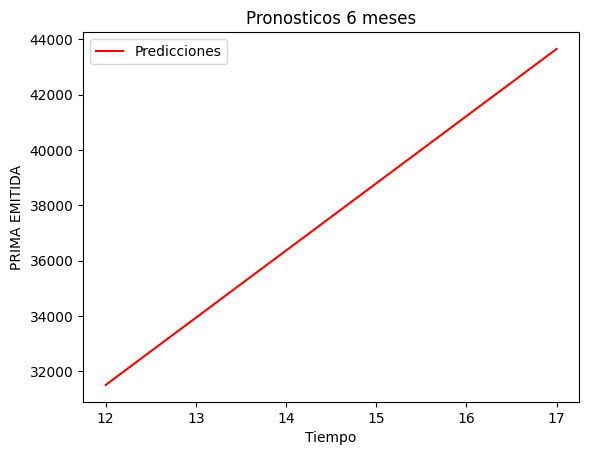 Pronosticos 6 meses
Predicciones
PRIMA EMITIDA
44000
42000
40000
38000
36000
34000
32000
12 13 14 15 16 17
Tiempo